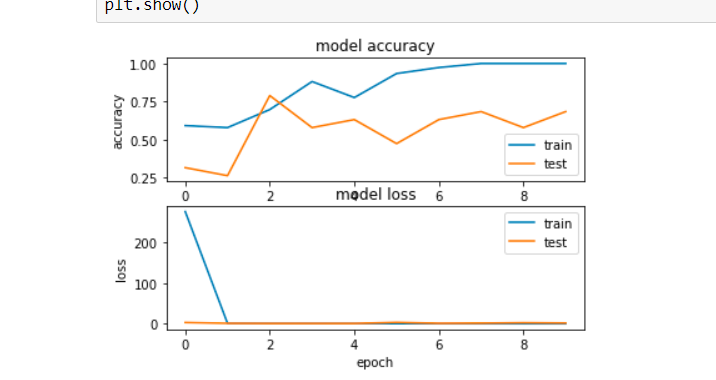 plt.show()
model accuracy
1.00
0.75
0.50
0.25
accuracy
train
test
0 2 4 6 8
model loss
200
100
0
loss
train
test
0 2 4 6 8
epoch